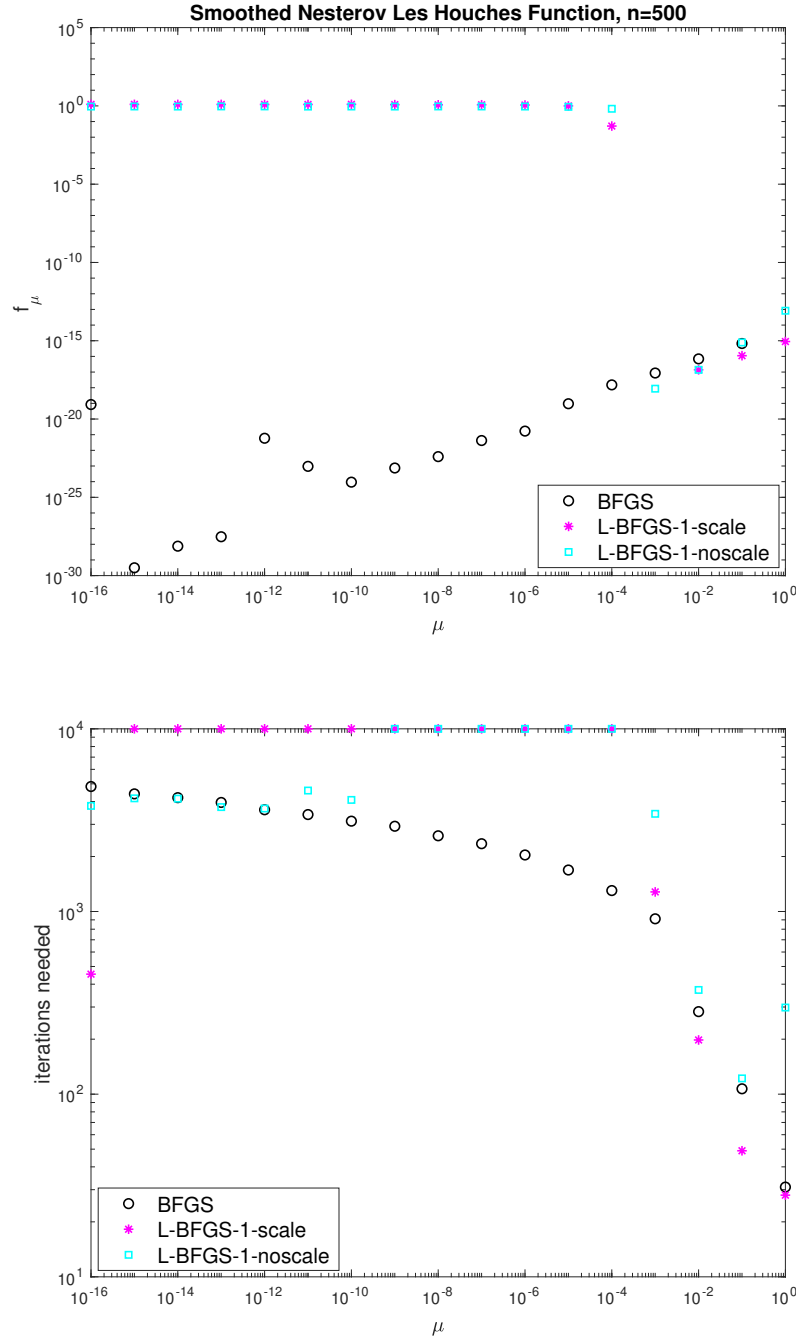 Smoothed Nesterov Les Houches Function, n=500
10^5
10^0
10^-5
10^-10
10^-15
10^-20
10^-25
10^-30
f_μ
BFGS
L-BFGS-1-scale
L-BFGS-1-noscale
10^-16 10^-14 10^-12 10^-10 10^-8 10^-6 10^-4 10^-2 10^0
μ
10^4
10^3
10^2
10^1
iterations needed
BFGS
L-BFGS-1-scale
L-BFGS-1-noscale
10^-16 10^-14 10^-12 10^-10 10^-8 10^-6 10^-4 10^-2 10^0
μ